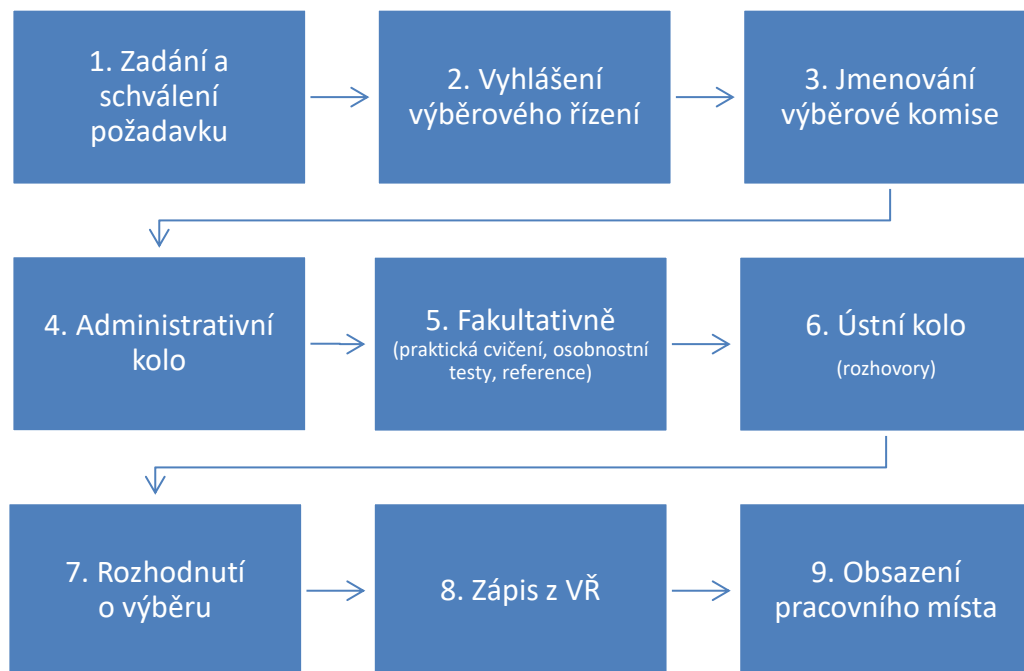 1. Zadání a
schválení
požadavku
2. Vyhlášení
výběrového řízení
3. Jmenování
výběrové komise
4. Administrativní
kolo
5. Fakultativně
(praktická cvičení, osobnostní
testy, reference)
6. Ústní kolo
(rozhovory)
7. Rozhodnutí
o výběru
8. Zápis z VŘ
9. Obsazení
pracovního místa